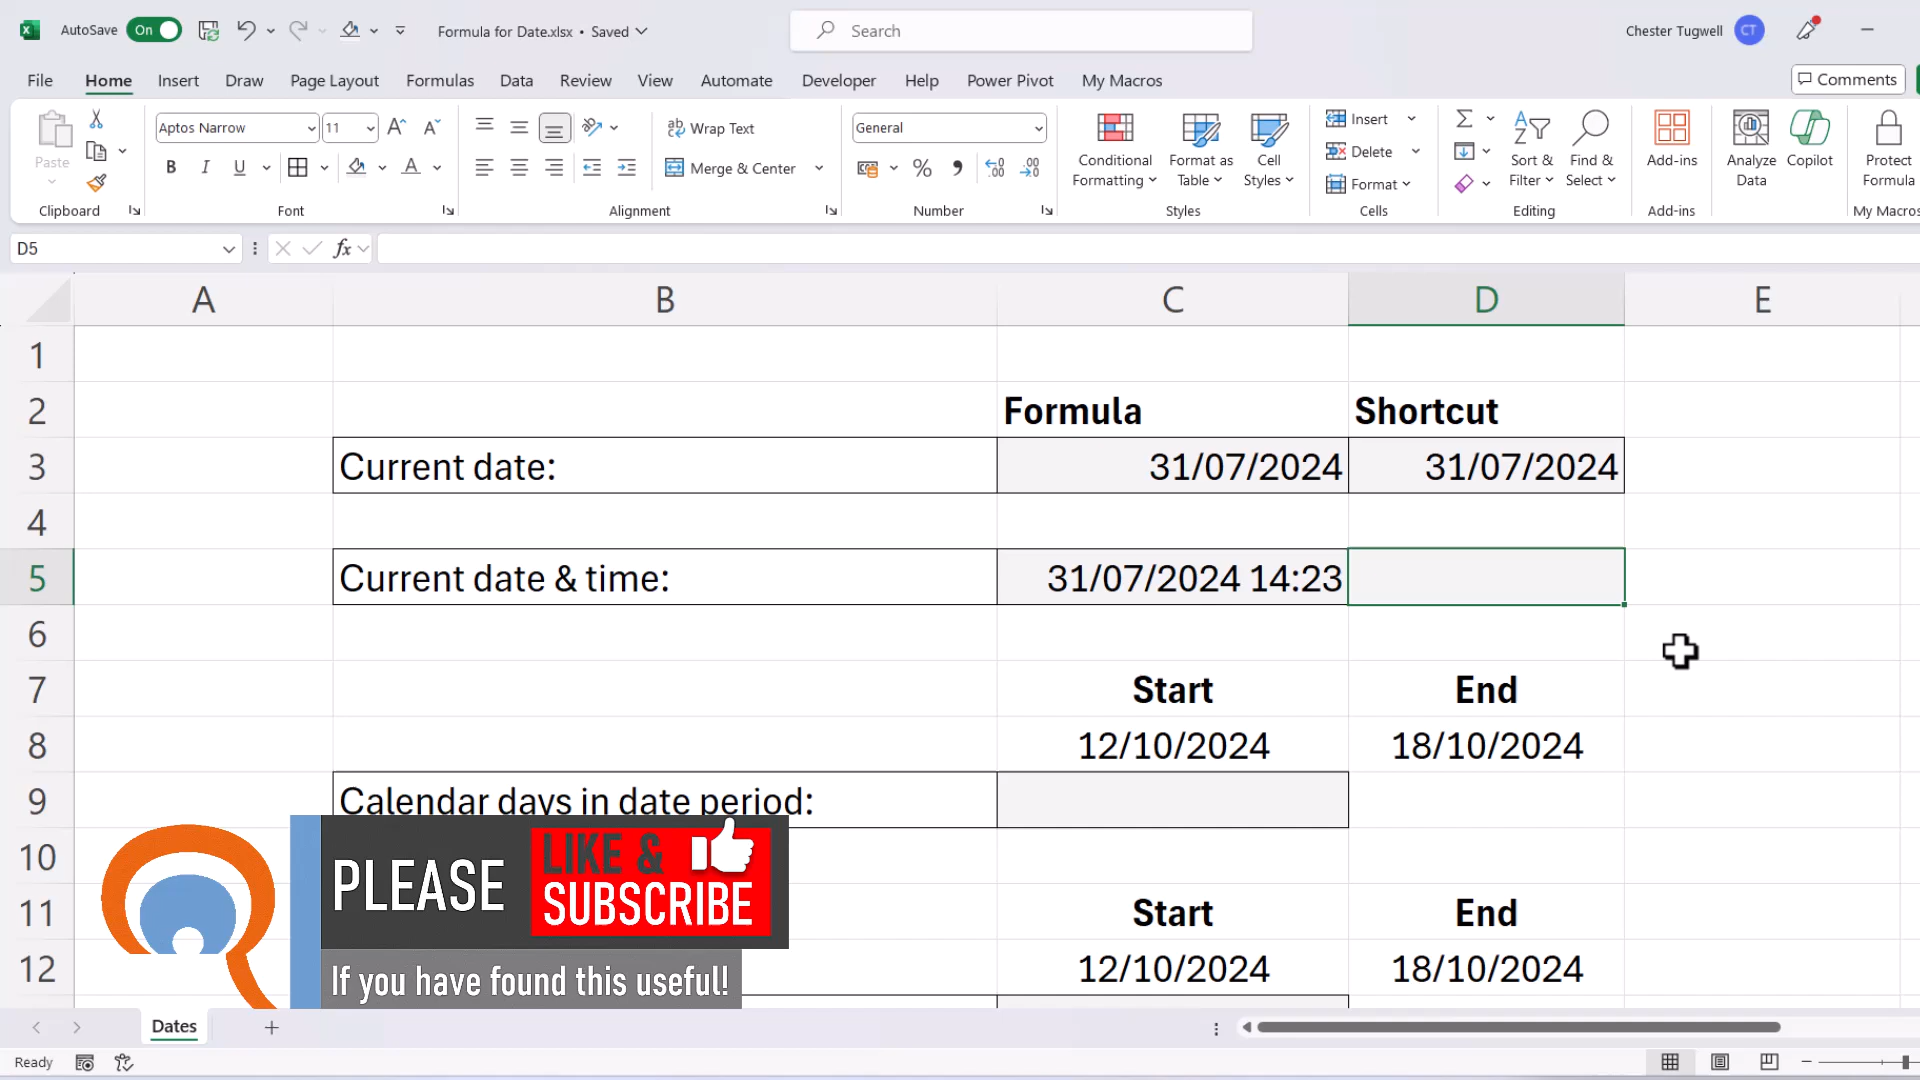 AutoSave On Formula for Date.xlsx • Saved Search Chester Tugwell CT
File Home Insert Draw Page Layout Formulas Data Review View Automate Developer Help Power Pivot My Macros Comments
Paste
Clipboard
Aptos Narrow 11
B I U A
Font
Wrap Text
Merge & Center
Alignment
General
Number
Conditional Formatting
Format as Table
Cell Styles
Styles
Insert
Delete
Format
Cells
Sort & Filter
Find & Select
Editing
Add-ins
Add-ins
Analyze Data
Copilot
Protect Formula
My Macros
D5 fx
A B C D E
1
2 Formula Shortcut
3 Current date: 31/07/2024 31/07/2024
4
5 Current date & time: 31/07/2024 14:23
6
7 Start End
8 12/10/2024 18/10/2024
9 Calendar days in date period:
10
11 Start End
12 12/10/2024 18/10/2024
PLEASE LIKE & SUBSCRIBE
If you have found this useful!
Dates
Ready